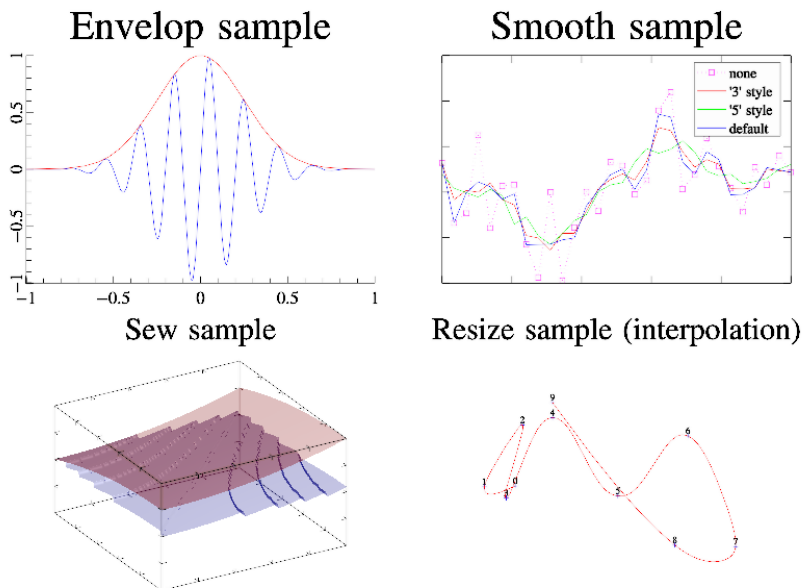 Envelop sample
1
0.5
0
−0.5
−1
−1
−0.5
0
0.5
1
Smooth sample
none
'3' style
'5' style
default
Sew sample
Resize sample (interpolation)
9
4
2
6
1
0
3
5
8
7